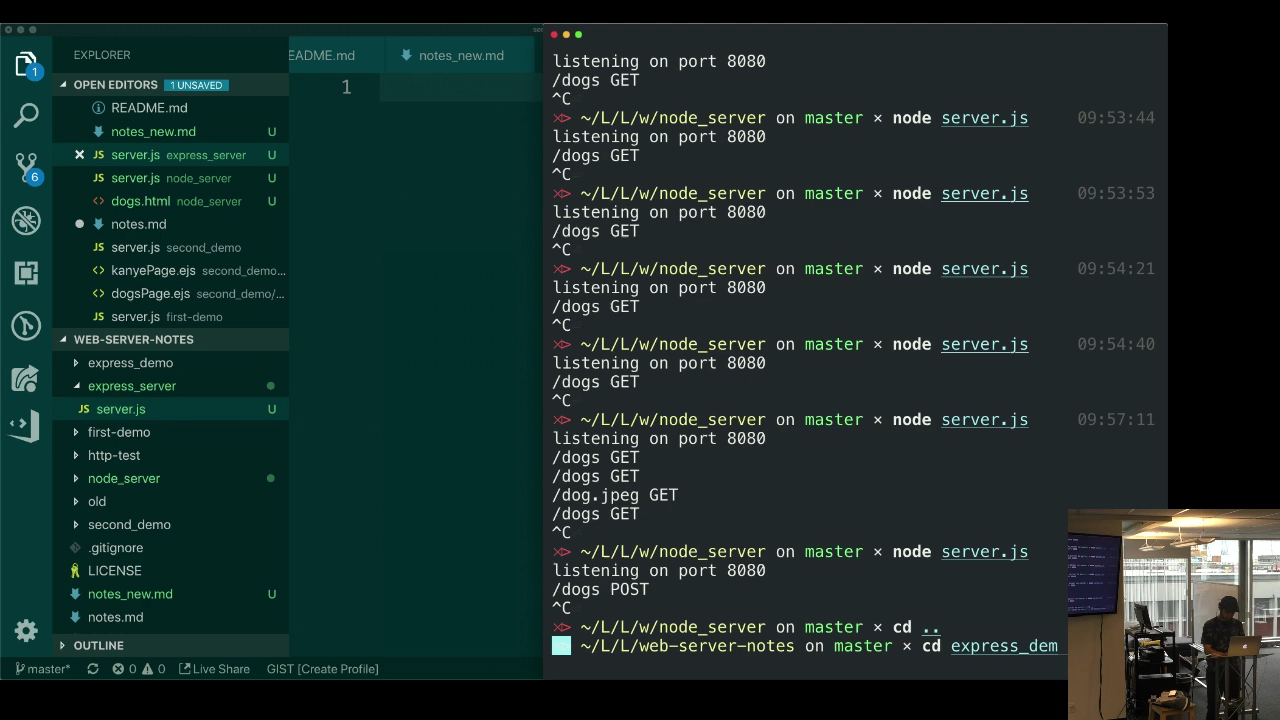 EXPLORER
OPEN EDITORS 1 UNSAVED
README.md
notes_new.md U
server.js express_server U
server.js node_server U
dogs.html node_server U
notes.md
server.js second_demo
kanyePage.ejs second_demo...
dogsPage.ejs second_demo/...
server.js first-demo
WEB-SERVER-NOTES
express_demo
express_server
server.js U
first-demo
http-test
node_server
old
second_demo
.gitignore
LICENSE
notes_new.md U
notes.md
OUTLINE
1
6
master* 0 0 Live Share GIST [Create Profile]
EADME.md notes_new.md
1
listening on port 8080
/dogs GET
^C
~/L/L/w/node_server on master × node server.js 09:53:44
listening on port 8080
/dogs GET
^C
~/L/L/w/node_server on master × node server.js 09:53:53
listening on port 8080
/dogs GET
^C
~/L/L/w/node_server on master × node server.js 09:54:21
listening on port 8080
/dogs GET
^C
~/L/L/w/node_server on master × node server.js 09:54:40
listening on port 8080
/dogs GET
^C
~/L/L/w/node_server on master × node server.js 09:57:11
listening on port 8080
/dogs GET
/dogs GET
/dog.jpeg GET
/dogs GET
^C
~/L/L/w/node_server on master × node server.js
listening on port 8080
/dogs POST
^C
~/L/L/w/node_server on master × cd ..
~/L/L/web-server-notes on master × cd express_dem